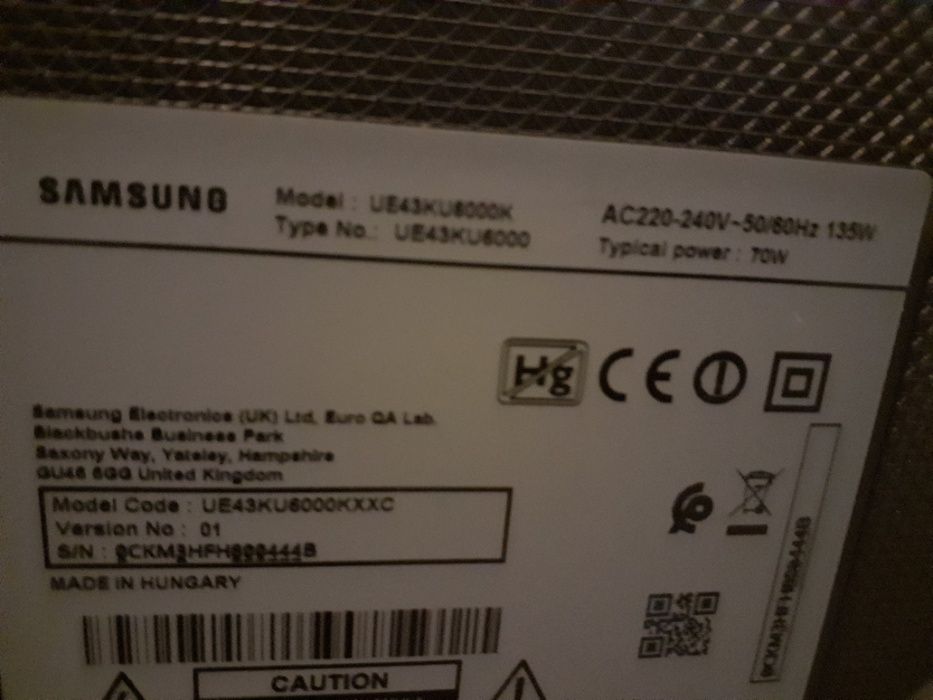 SAMSUNG
Model : UE43KU6000K
Type No.: UE43KU6000
AC220-240V~50/60Hz 135W
Typical power : 70W
Hg
CE
Samsung Electronics (UK) Ltd, Euro QA Lab.
Blackbushe Business Park
Saxony Way, Yateley, Hampshire
GU46 6GG United Kingdom
Model Code : UE43KU6000KXXC
Version No : 01
S/N :
MADE IN HUNGARY
CAUTION